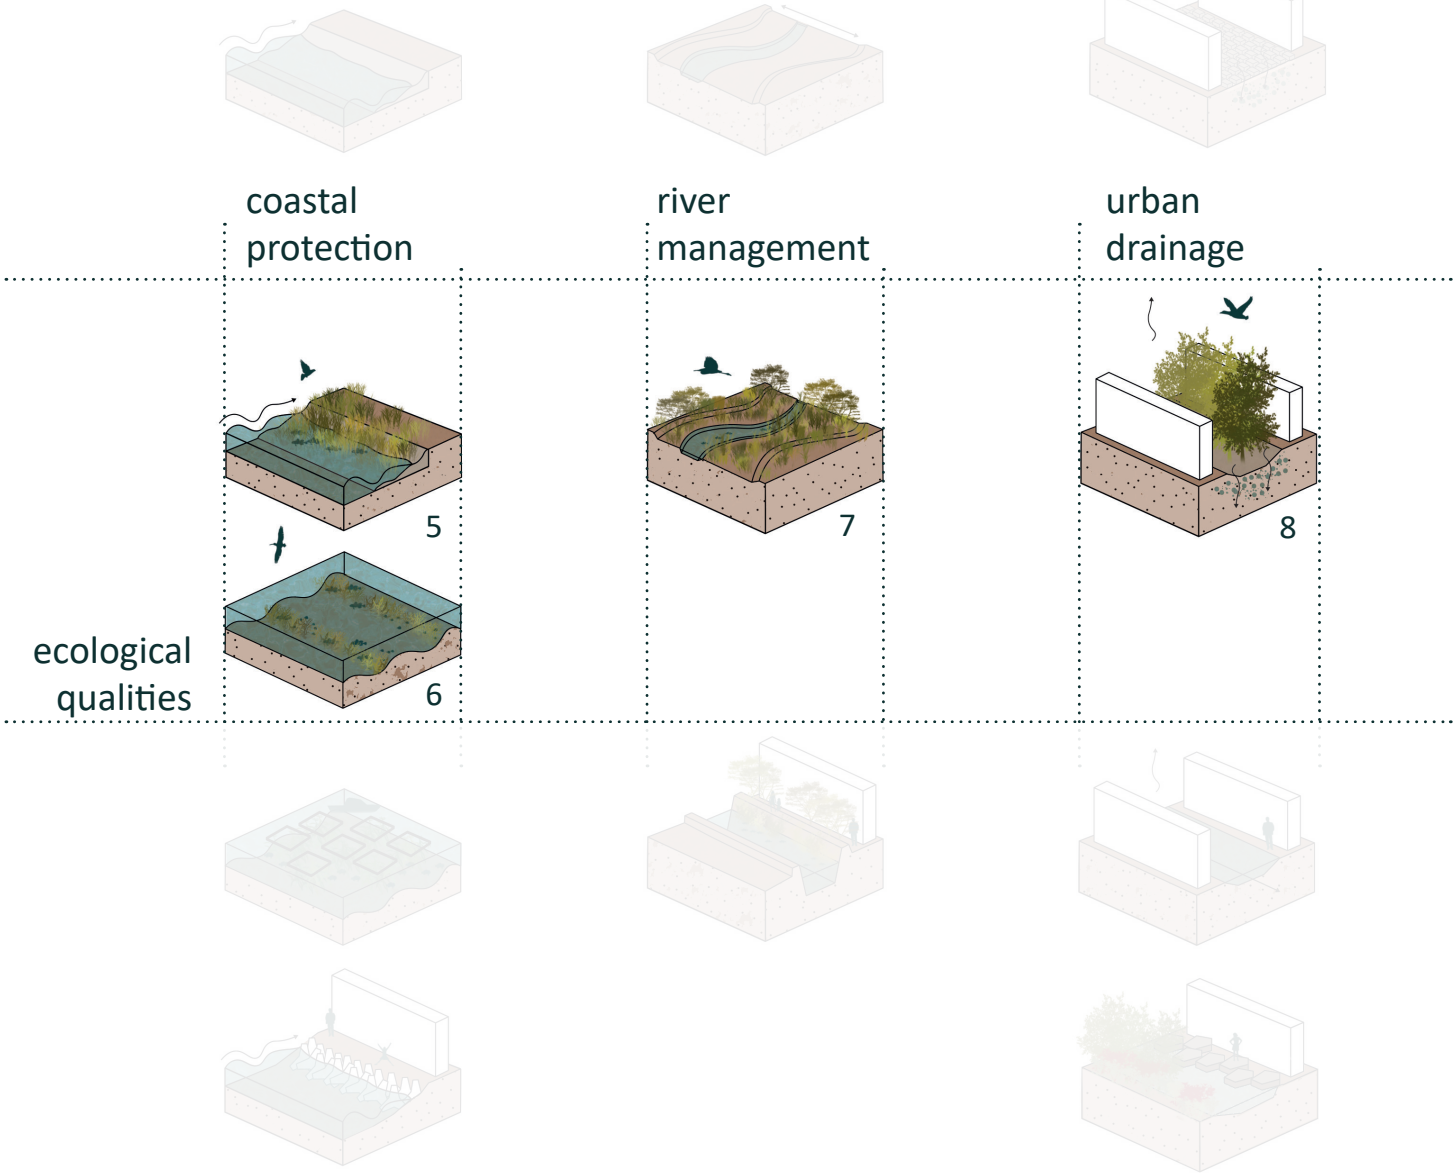 coastal
protection
river
management
urban
drainage
5
7
8
ecological
qualities
6